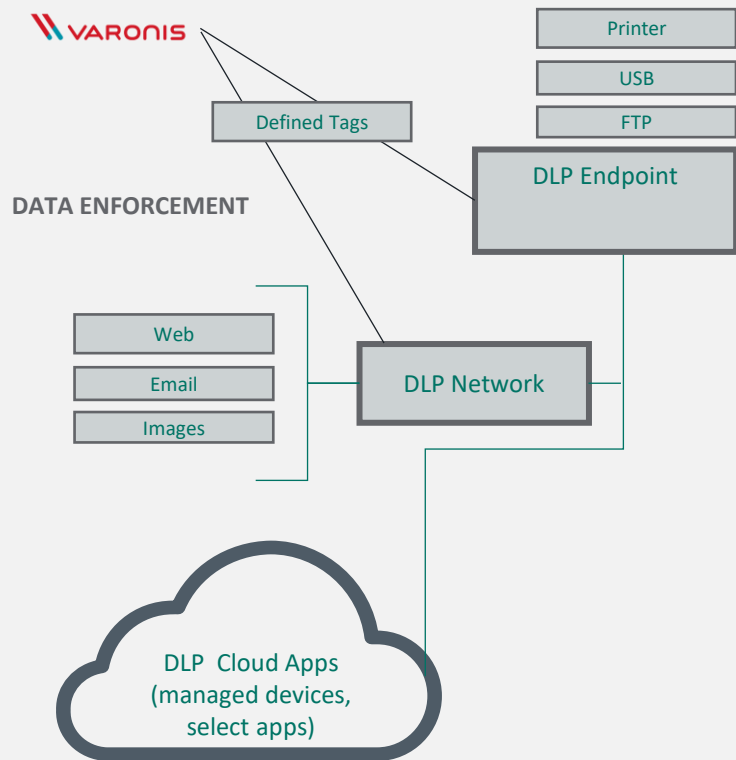 VARONIS
Printer
USB
FTP
Defined Tags
DLP Endpoint
DATA ENFORCEMENT
Web
Email
Images
DLP Network
DLP  Cloud Apps
(managed devices,
select apps)